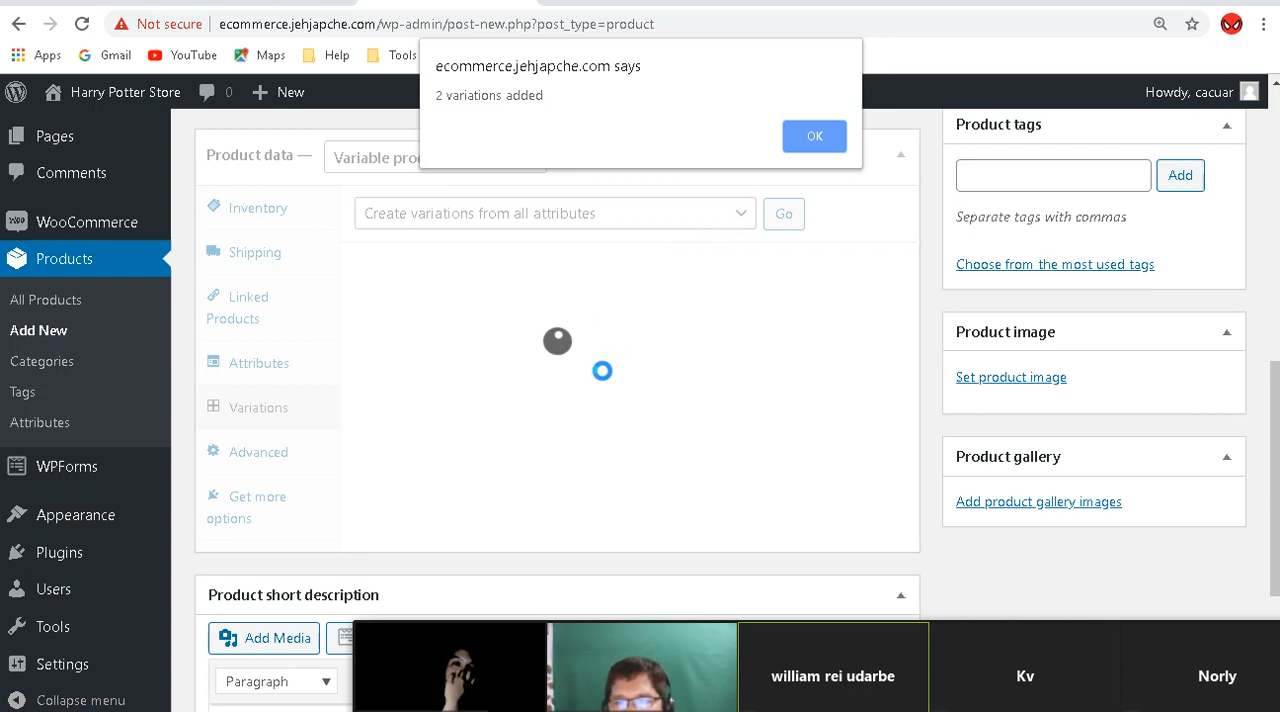 Not secure ecommerce.jehjapche.com/wp-admin/post-new.php?post_type=product
Apps Gmail YouTube Maps Help Tools
ecommerce.jehjapche.com says
2 variations added
OK
Harry Potter Store 0 New Howdy, cacuar
Pages
Comments
WooCommerce
Products
All Products
Add New
Categories
Tags
Attributes
WPForms
Appearance
Plugins
Users
Tools
Settings
Collapse menu
Product data —
Inventory
Shipping
Linked
Products
Attributes
Variations
Advanced
Get more
options
Create variations from all attributes Go
Product short description
Add Media
Paragraph
Product tags
Add
Separate tags with commas
Choose from the most used tags
Product image
Set product image
Product gallery
Add product gallery images
william rei udarbe
Kv
Norly